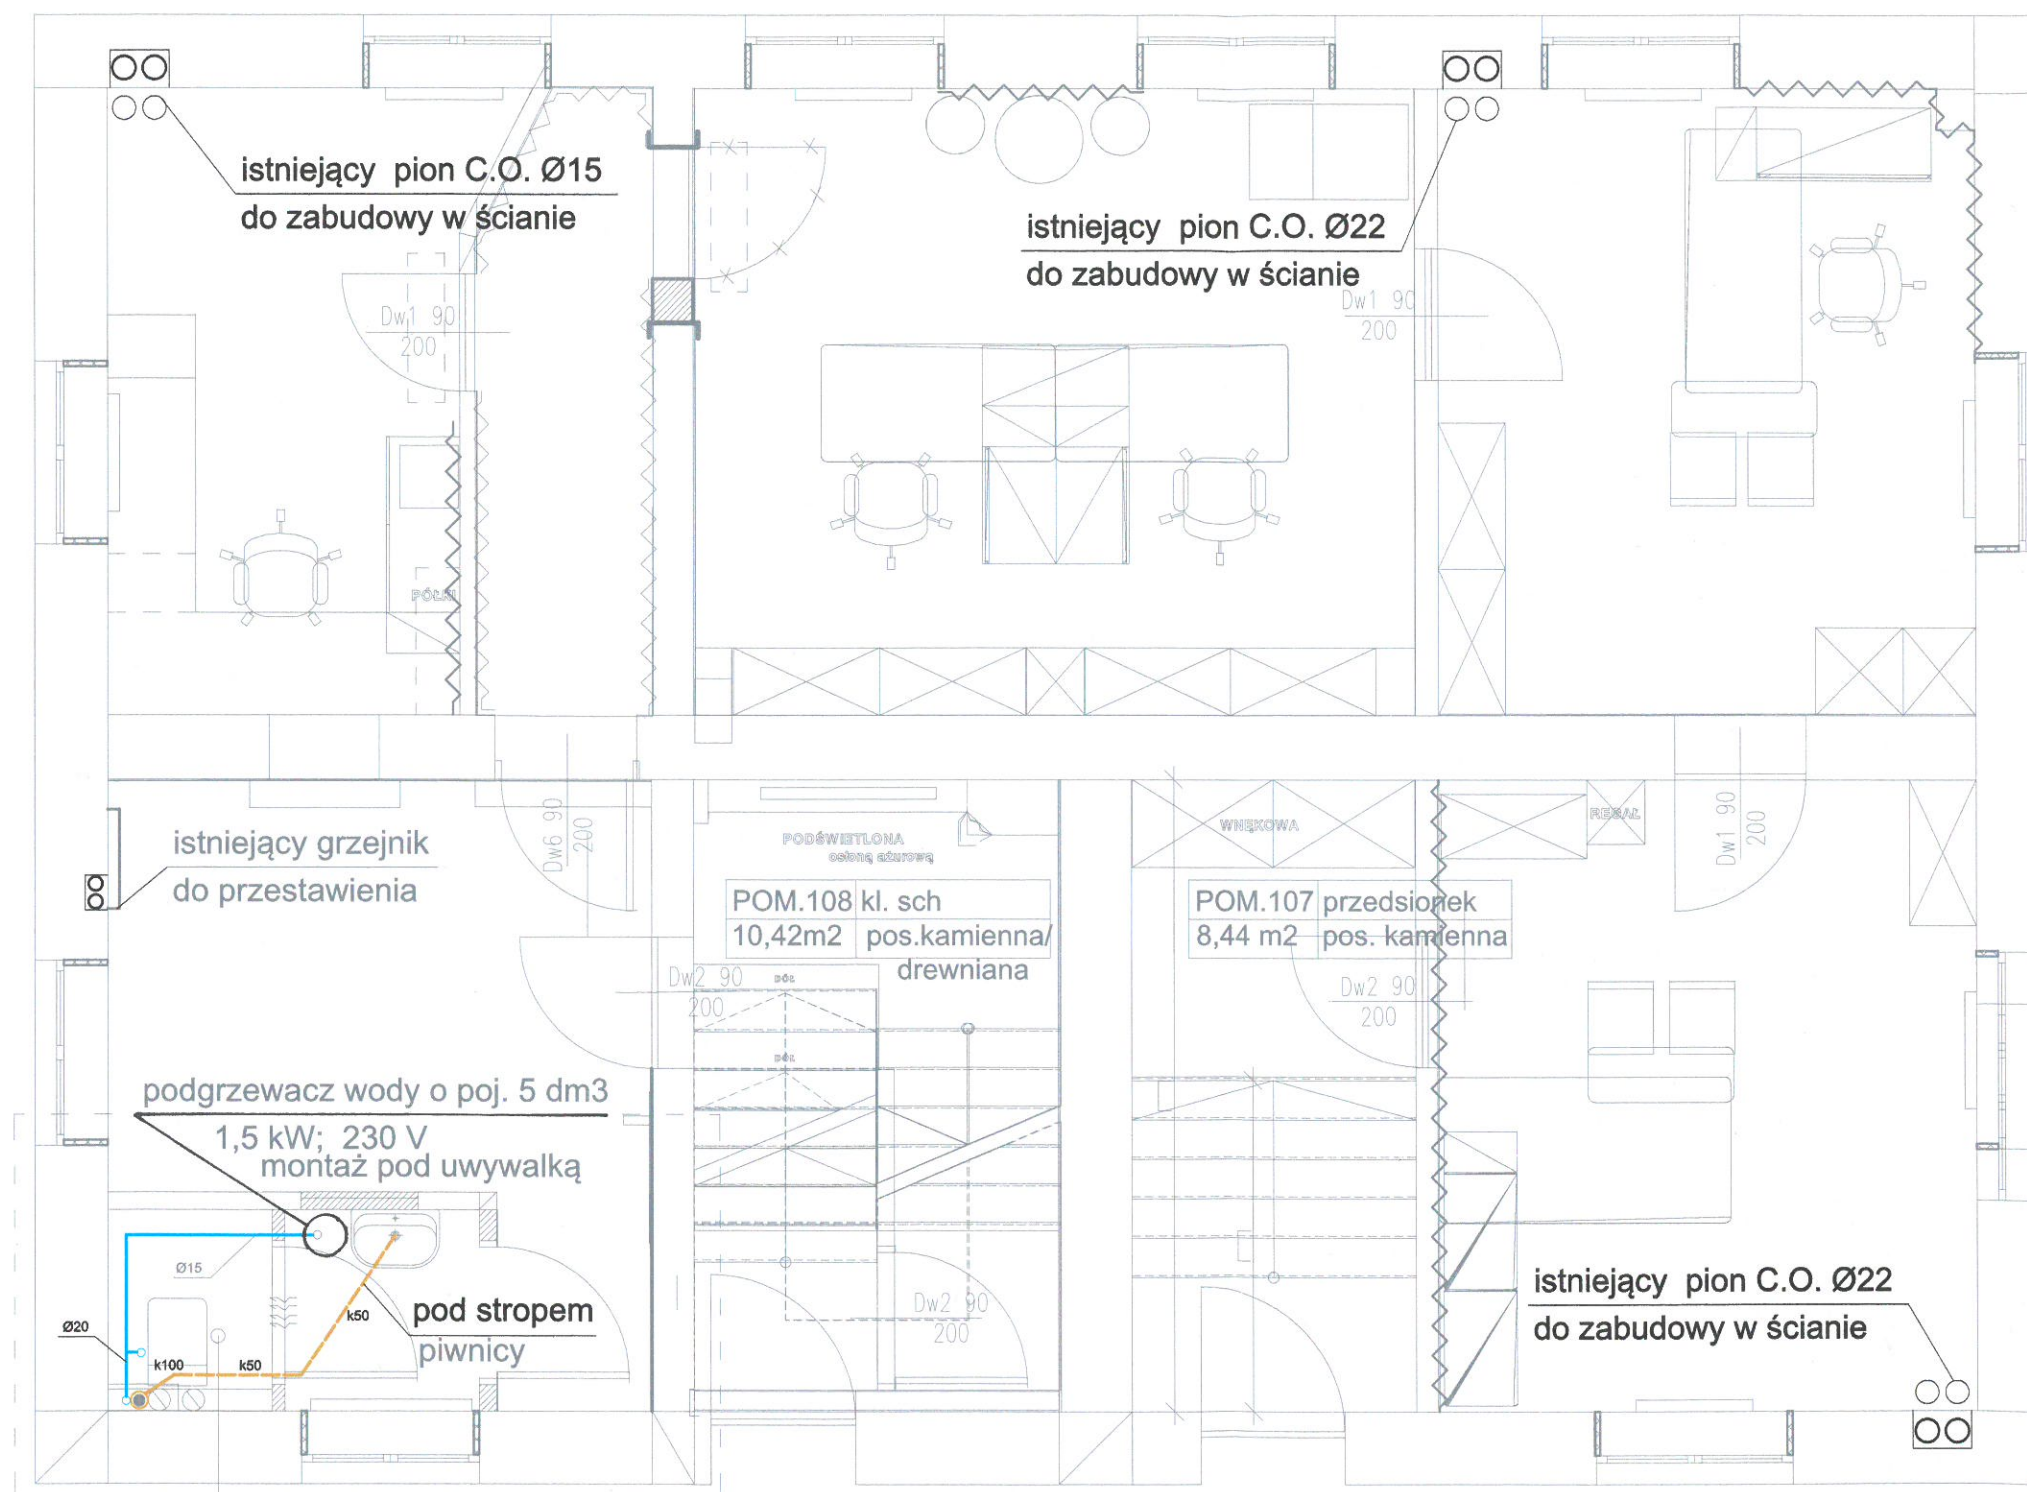 istniejący pion C.O. Ø15
do zabudowy w ścianie
istniejący pion C.O. Ø22
do zabudowy w ścianie
Dw1 90
200
Dw1 90
200
PÓŁKI
istniejący grzejnik
do przestawienia
Dw6 90
200
PODŚWIETLONA
osłoną ażurową
WNĘKOWA
REGAŁ
Dw1 90
200
POM.108 kl. sch
10,42m2 pos.kamienna/
drewniana
POM.107 przedsionek
8,44 m2 pos. kamienna
Dw2 90
200
DÓŁ
DÓŁ
Dw2 90
200
podgrzewacz wody o poj. 5 dm3
1,5 kW; 230 V
montaż pod uwywalką
Ø15
Ø20
k100
k50
k50
pod stropem
piwnicy
Dw2 90
200
istniejący pion C.O. Ø22
do zabudowy w ścianie